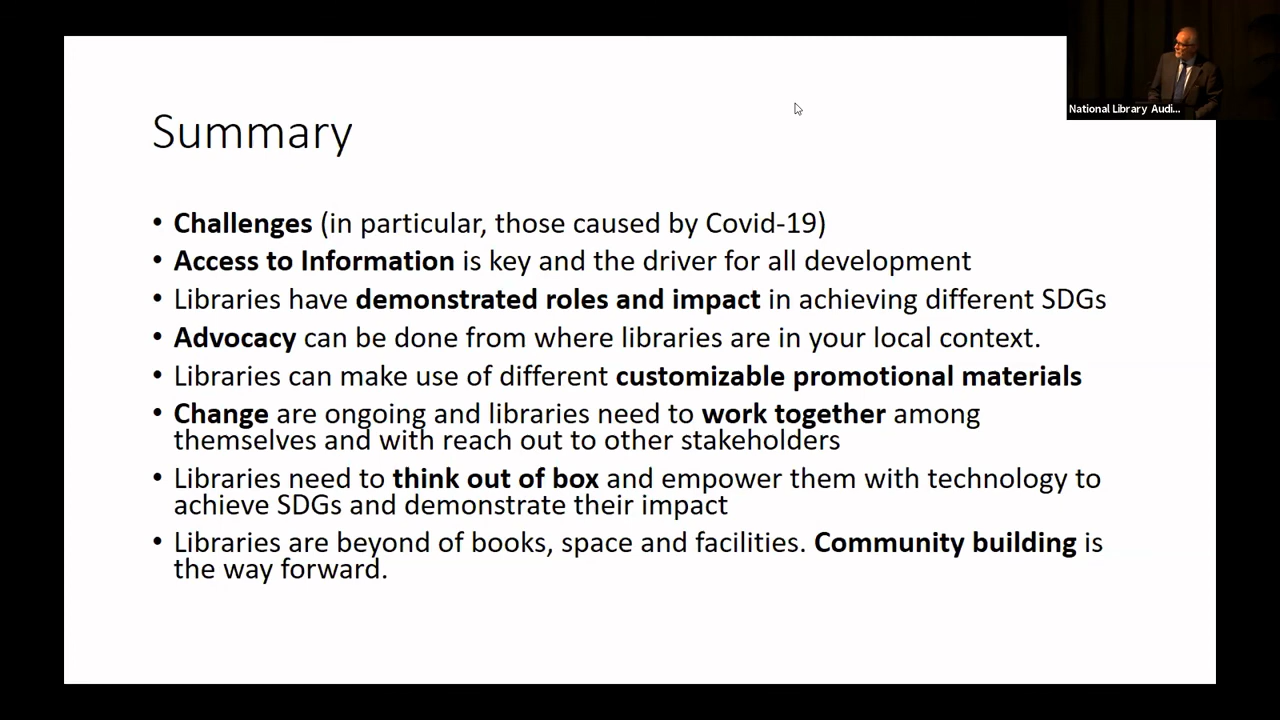 National Library Audi...
Summary
• Challenges (in particular, those caused by Covid-19)
• Access to Information is key and the driver for all development
• Libraries have demonstrated roles and impact in achieving different SDGs
• Advocacy can be done from where libraries are in your local context.
• Libraries can make use of different customizable promotional materials
• Change are ongoing and libraries need to work together among
themselves and with reach out to other stakeholders
• Libraries need to think out of box and empower them with technology to
achieve SDGs and demonstrate their impact
• Libraries are beyond of books, space and facilities. Community building is
the way forward.